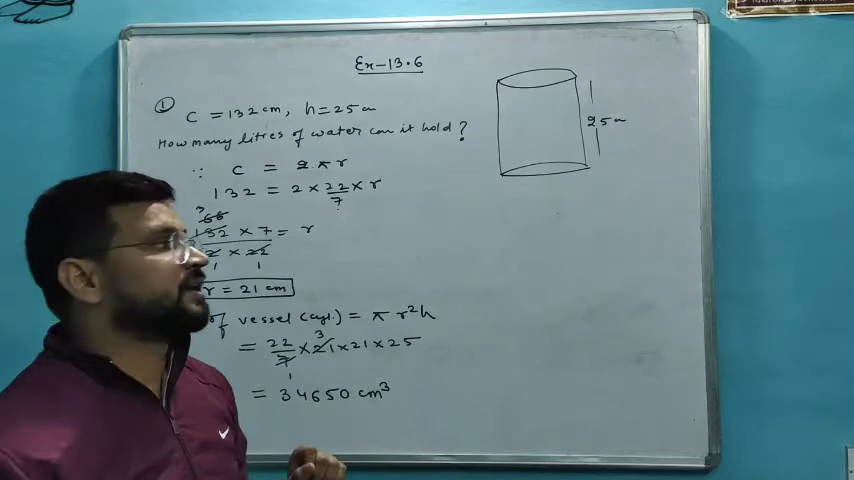 Ex-13.6
① C = 132 cm, h = 25 cm
How many litres of water can it hold?
25 cm
∵ C = 2πr
132 = 2 × 22/7 × r
3
66
132 × 7 / 2 × 22 = r
1 1
r = 21 cm
of vessel (cyl.) = πr²h
= 22/7 × 21 × 21 × 25
3
1
= 34650 cm³